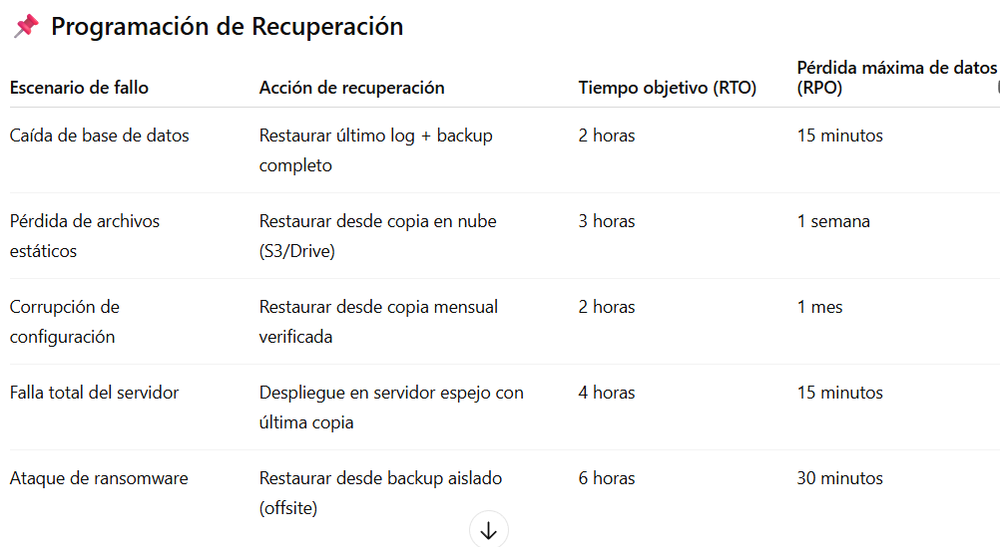 📌 Programación de Recuperación
Escenario de fallo Acción de recuperación Tiempo objetivo (RTO) Pérdida máxima de datos (RPO)
Caída de base de datos Restaurar último log + backup completo 2 horas 15 minutos
Pérdida de archivos estáticos Restaurar desde copia en nube (S3/Drive) 3 horas 1 semana
Corrupción de configuración Restaurar desde copia mensual verificada 2 horas 1 mes
Falla total del servidor Despliegue en servidor espejo con última copia 4 horas 15 minutos
Ataque de ransomware Restaurar desde backup aislado (offsite) 6 horas 30 minutos